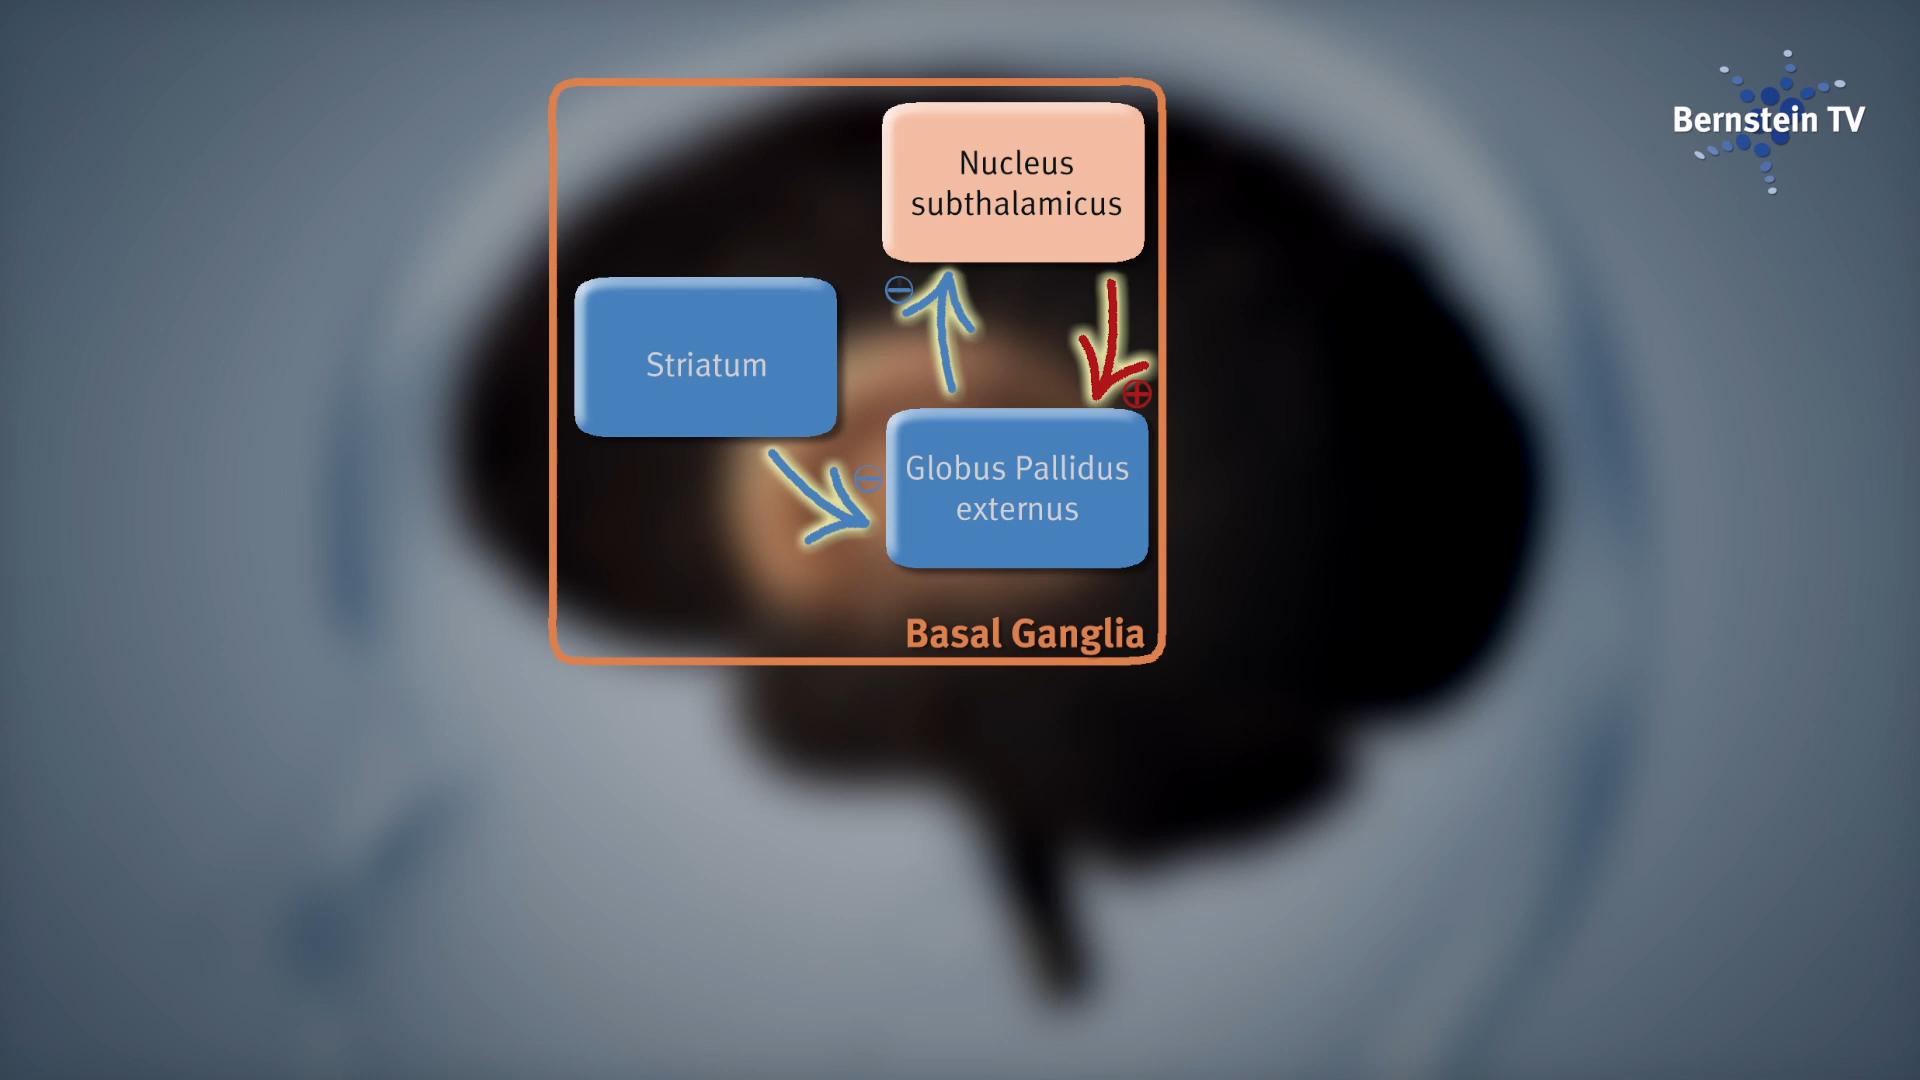 Bernstein TV
Nucleus
subthalamicus
Striatum
Globus Pallidus
externus
Basal Ganglia